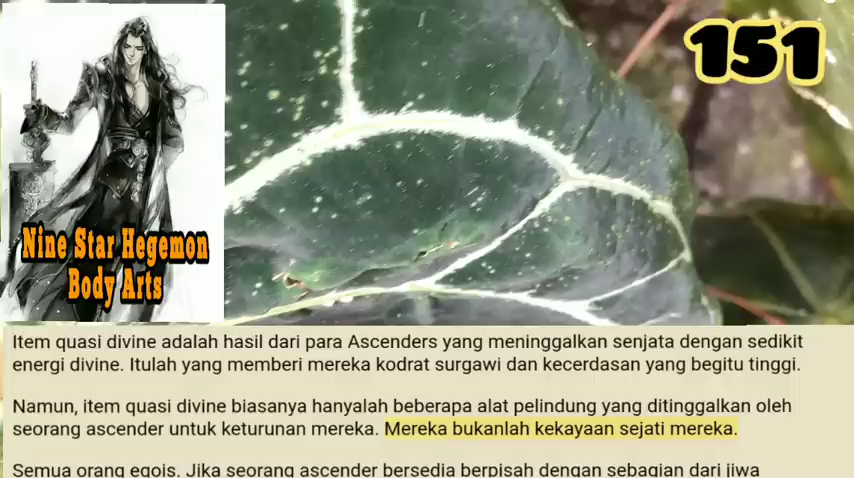 151
Nine Star Hegemon
Body Arts
Item quasi divine adalah hasil dari para Ascenders yang meninggalkan senjata dengan sedikit
energi divine. Itulah yang memberi mereka kodrat surgawi dan kecerdasan yang begitu tinggi.
Namun, item quasi divine biasanya hanyalah beberapa alat pelindung yang ditinggalkan oleh
seorang ascender untuk keturunan mereka. Mereka bukanlah kekayaan sejati mereka.
Semua orang egois. Jika seorang ascender bersedia berpisah dengan sebagian dari jiwa